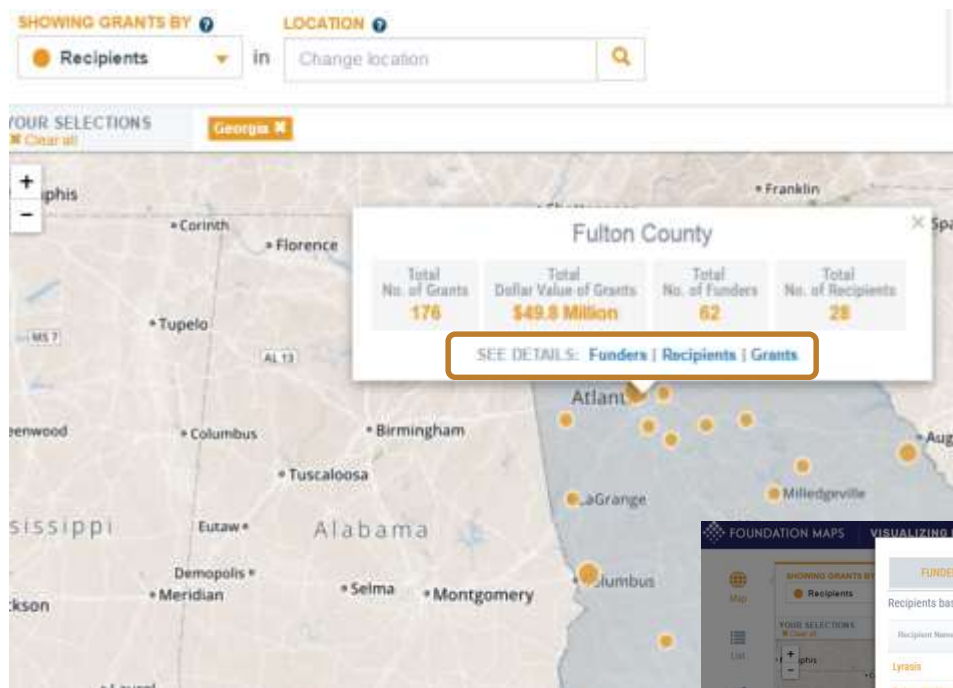 SHOWING GRANTS BY
LOCATION
Recipients
in
Change location
YOUR SELECTIONS
Clear all
Georgia
+
-
phis
Franklin
Corinth
Florence
Fulton County
Spa
Total No. of Grants
176
Total Dollar Value of Grants
$49.8 Million
Total No. of Funders
62
Total No. of Recipients
28
SEE DETAILS: Funders | Recipients | Grants
MS 7
Tupelo
AL 13
Atlant
eenwood
Columbus
Birmingham
Aug
Tuscaloosa
LaGrange
Milledgeville
sissippi
Eutaw
Alabama
Demopolis
Meridian
Selma
Montgomery
lumbus
kson
FOUNDATION MAPS
VISUALIZING
FUNDE
SHOWING GRANTS BY
Map
Recipients
Recipients bas
YOUR SELECTIONS
Clear all
Recipient Name
List
+
phis
-
Lyrasis